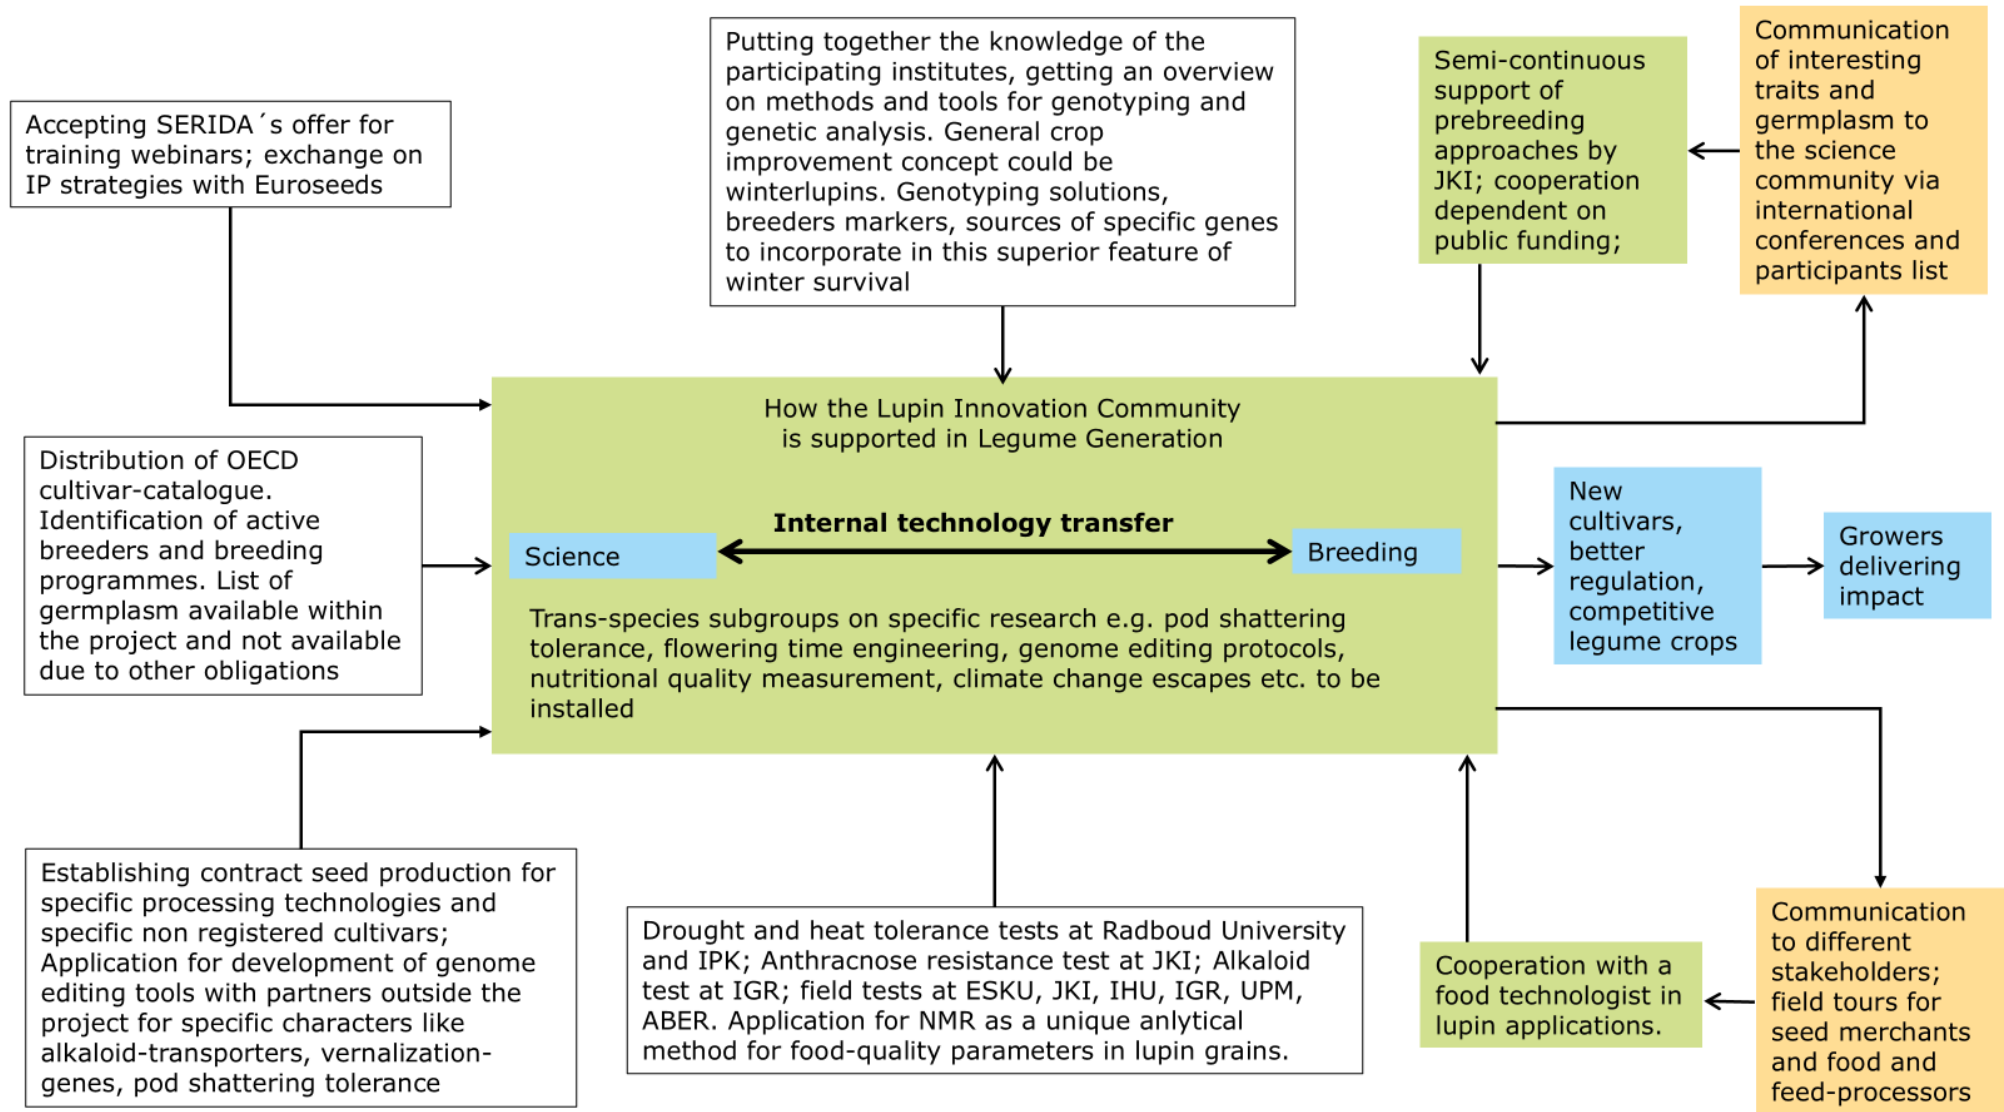 Accepting SERIDA´s offer for
training webinars; exchange on
IP strategies with Euroseeds
Putting together the knowledge of the
participating institutes, getting an overview
on methods and tools for genotyping and
genetic analysis. General crop
improvement concept could be
winterlupins. Genotyping solutions,
breeders markers, sources of specific genes
to incorporate in this superior feature of
winter survival
Semi-continuous
support of
prebreeding
approaches by
JKI; cooperation
dependent on
public funding;
Communication
of interesting
traits and
germplasm to
the science
community via
international
conferences and
participants list
Distribution of OECD
cultivar-catalogue.
Identification of active
breeders and breeding
programmes. List of
germplasm available within
the project and not available
due to other obligations
How the Lupin Innovation Community
is supported in Legume Generation
Internal technology transfer
Science
Breeding
Trans-species subgroups on specific research e.g. pod shattering
tolerance, flowering time engineering, genome editing protocols,
nutritional quality measurement, climate change escapes etc. to be
installed
New
cultivars,
better
regulation,
competitive
legume crops
Growers
delivering
impact
Establishing contract seed production for
specific processing technologies and
specific non registered cultivars;
Application for development of genome
editing tools with partners outside the
project for specific characters like
alkaloid-transporters, vernalization-
genes, pod shattering tolerance
Drought and heat tolerance tests at Radboud University
and IPK; Anthracnose resistance test at JKI; Alkaloid
test at IGR; field tests at ESKU, JKI, IHU, IGR, UPM,
ABER. Application for NMR as a unique anlytical
method for food-quality parameters in lupin grains.
Cooperation with a
food technologist in
lupin applications.
Communication
to different
stakeholders;
field tours for
seed merchants
and food and
feed-processors